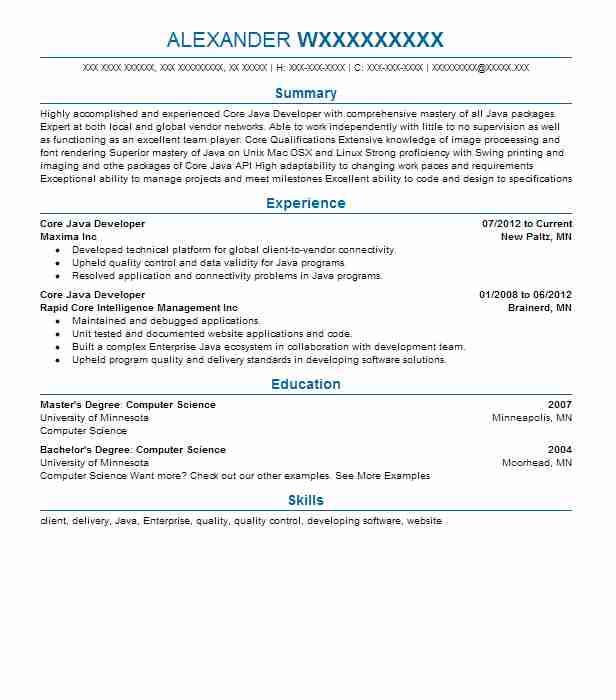 ALEXANDER WXXXXXXXXX
XXX XXXX XXXXXX, XXX XXXXXXXXX, XX XXXXX | H: XXX-XXX-XXXX | C: XXX-XXX-XXXX | XXXXXXXXX@XXXXX.XXX
Summary
Highly accomplished and experienced Core Java Developer with comprehensive mastery of all Java packages.
Expert at both local and global vendor networks. Able to work independently with little to no supervision as well
as functioning as an excellent team player. Core Qualifications Extensive knowledge of image proceessing and
font rendering Superior mastery of Java on Unix Mac OSX and Linux Strong proficiency with Swing printing and
imaging and othe packages of Core Java API High adaptability to changing work paces and requirements
Exceptional ability to manage projects and meet milestones Excellent ability to code and design to specifications
Experience
Core Java Developer 07/2012 to Current
Maxima Inc New Paltz, MN
• Developed technical platform for global client-to-vendor connectivity.
• Upheld quality control and data validity for Java programs.
• Resolved application and connectivity problems in Java programs.
Core Java Developer 01/2008 to 06/2012
Rapid Core Intelligence Management Inc Brainerd, MN
• Maintained and debugged applications.
• Unit tested and documented website applications and code.
• Built a complex Enterprise Java ecosystem in collaboration with development team.
• Upheld program quality and delivery standards in developing software solutions.
Education
Master's Degree: Computer Science 2007
University of Minnesota Minneapolis, MN
Computer Science
Bachelor's Degree: Computer Science 2004
University of Minnesota Moorhead, MN
Computer Science Want more? Check out our other examples. See More Examples
Skills
client, delivery, Java, Enterprise, quality, quality control, developing software, website